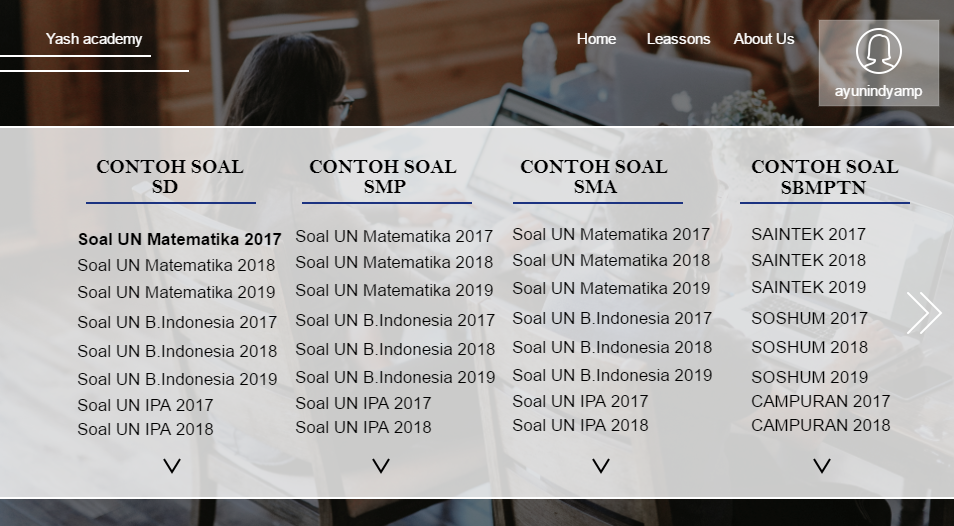 Yash academy
Home
Leassons
About Us
ayunindyamp
CONTOH SOAL
SD
Soal UN Matematika 2017
Soal UN Matematika 2018
Soal UN Matematika 2019
Soal UN B.Indonesia 2017
Soal UN B.Indonesia 2018
Soal UN B.Indonesia 2019
Soal UN IPA 2017
Soal UN IPA 2018
CONTOH SOAL
SMP
Soal UN Matematika 2017
Soal UN Matematika 2018
Soal UN Matematika 2019
Soal UN B.Indonesia 2017
Soal UN B.Indonesia 2018
Soal UN B.Indonesia 2019
Soal UN IPA 2017
Soal UN IPA 2018
CONTOH SOAL
SMA
Soal UN Matematika 2017
Soal UN Matematika 2018
Soal UN Matematika 2019
Soal UN B.Indonesia 2017
Soal UN B.Indonesia 2018
Soal UN B.Indonesia 2019
Soal UN IPA 2017
Soal UN IPA 2018
CONTOH SOAL
SBMPTN
SAINTEK 2017
SAINTEK 2018
SAINTEK 2019
SOSHUM 2017
SOSHUM 2018
SOSHUM 2019
CAMPURAN 2017
CAMPURAN 2018